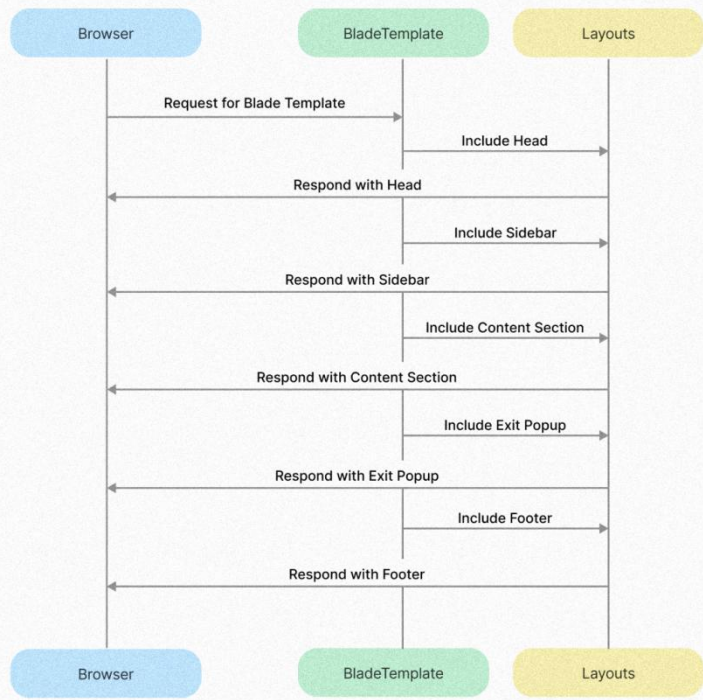 Browser
BladeTemplate
Layouts
Request for Blade Template
Include Head
Respond with Head
Include Sidebar
Respond with Sidebar
Include Content Section
Respond with Content Section
Include Exit Popup
Respond with Exit Popup
Include Footer
Respond with Footer
Browser
BladeTemplate
Layouts